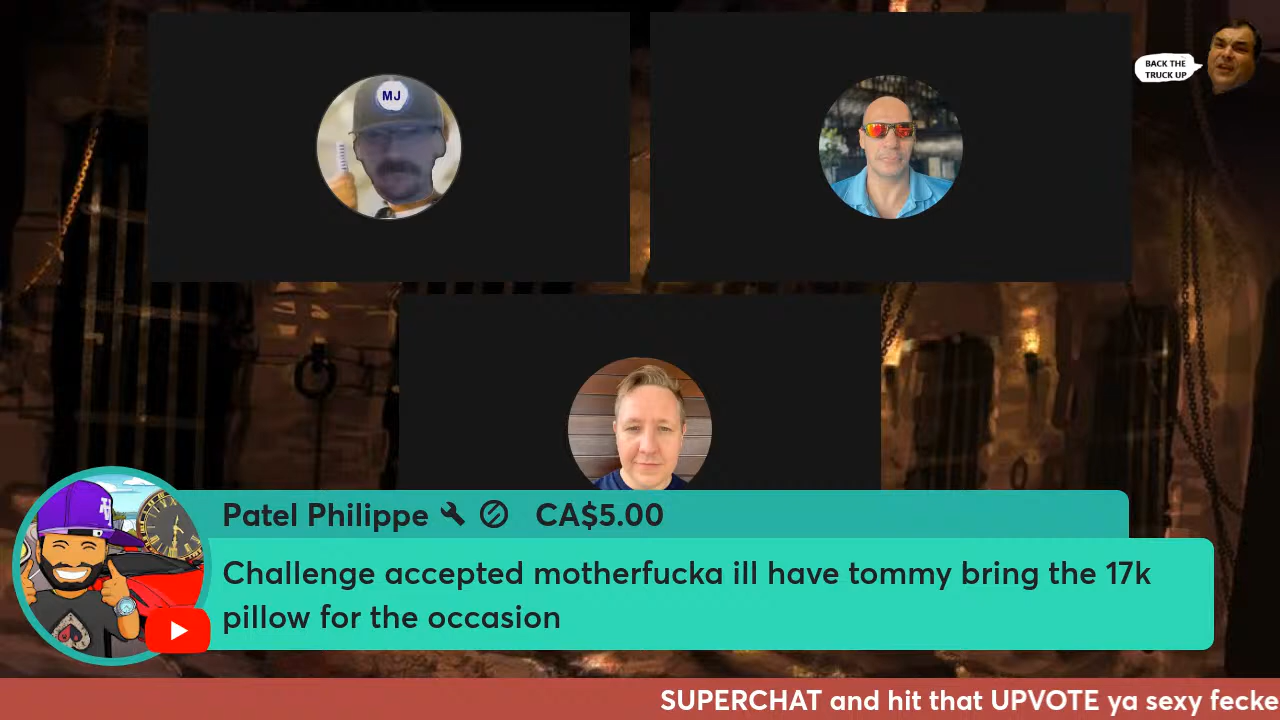 MJ
BACK THE
TRUCK UP
Patel Philippe CA$5.00
Challenge accepted motherfucka ill have tommy bring the 17k
pillow for the occasion
SUPERCHAT and hit that UPVOTE ya sexy fecke